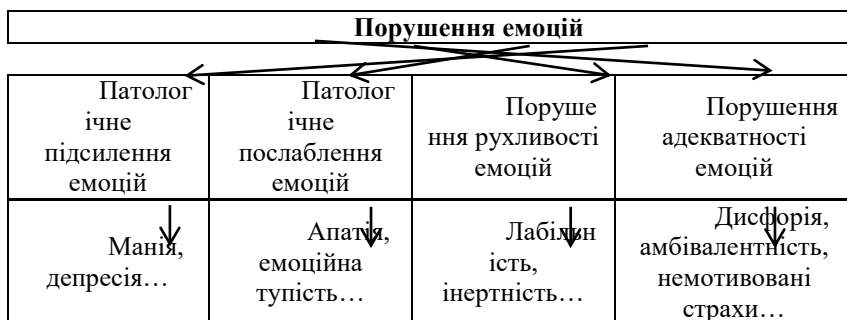 Порушення емоцій
Патолог
ічне
підсилення
емоцій
Патолог
ічне
послаблення
емоцій
Поруше
ння рухливості
емоцій
Порушення
адекватності
емоцій
Манія,
депресія…
Апатія,
емоційна
тупість…
Лабільн
ість,
інертність…
Дисфорія,
амбівалентність,
немотивовані
страхи…